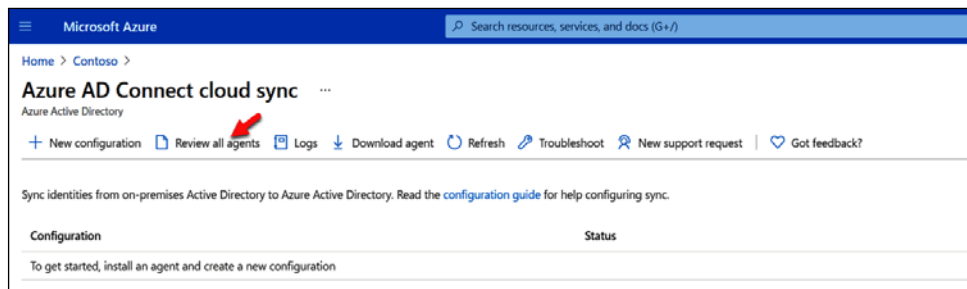 Microsoft Azure
Search resources, services, and docs (G+/)
Home > Contoso >
Azure AD Connect cloud sync ...
Azure Active Directory
+ New configuration Review all agents Logs Download agent Refresh Troubleshoot New support request | Got feedback?
Sync identities from on-premises Active Directory to Azure Active Directory. Read the configuration guide for help configuring sync.
Configuration Status
To get started, install an agent and create a new configuration